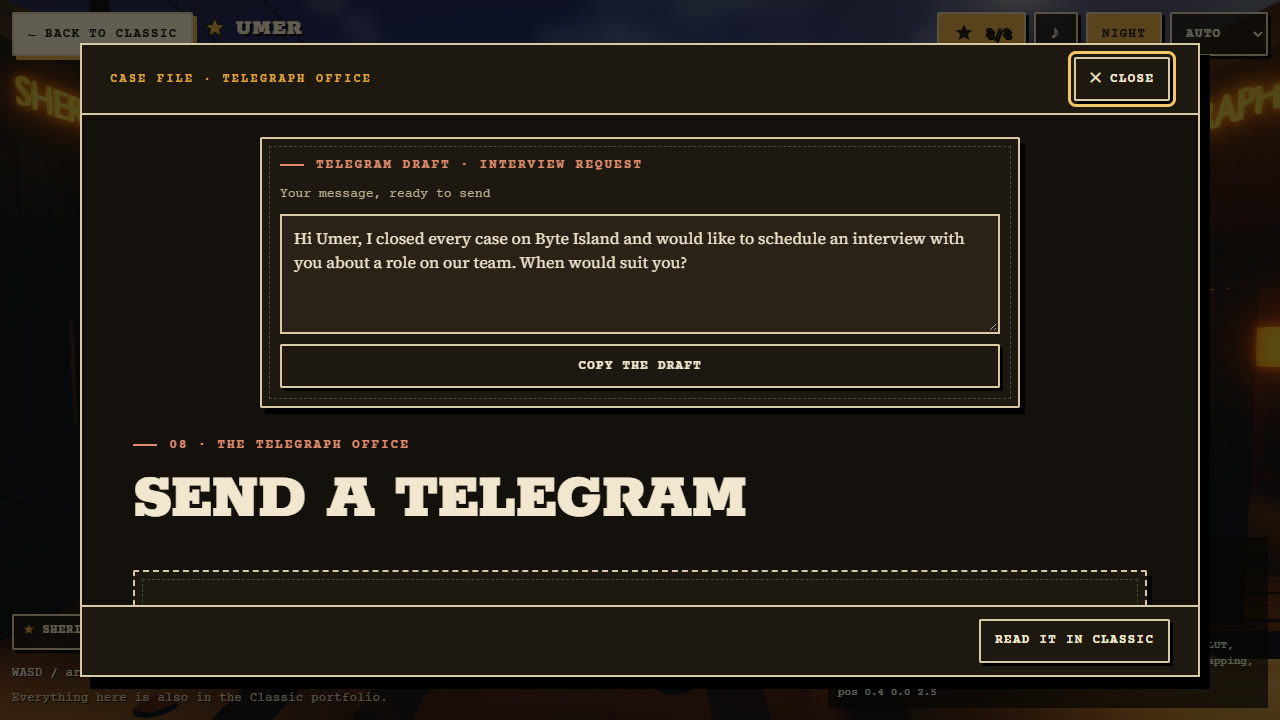 ← BACK TO CLASSIC
★ UMER
★ 8/8
♪
NIGHT
AUTO
CASE FILE · TELEGRAPH OFFICE
✕ CLOSE
TELEGRAM DRAFT · INTERVIEW REQUEST
Your message, ready to send
Hi Umer, I closed every case on Byte Island and would like to schedule an interview with
you about a role on our team. When would suit you?
COPY THE DRAFT
08 · THE TELEGRAPH OFFICE
SEND A TELEGRAM
READ IT IN CLASSIC
WASD /
Everything here is also in the Classic portfolio.
pos 0.4 0.0 2.5